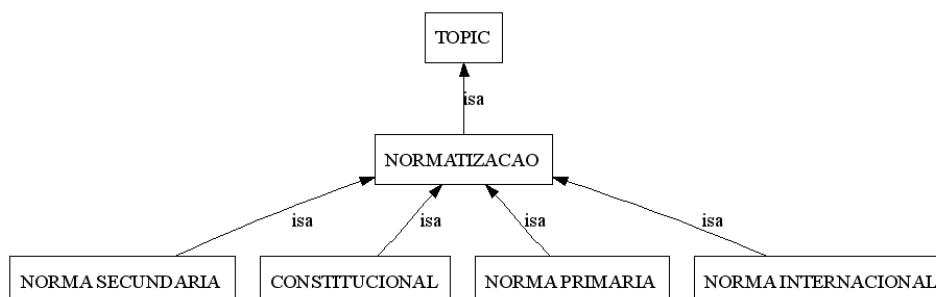 TOPIC
isa
NORMATIZACAO
isa isa isa isa
NORMA SECUNDARIA CONSTITUCIONAL NORMA PRIMARIA NORMA INTERNACIONAL